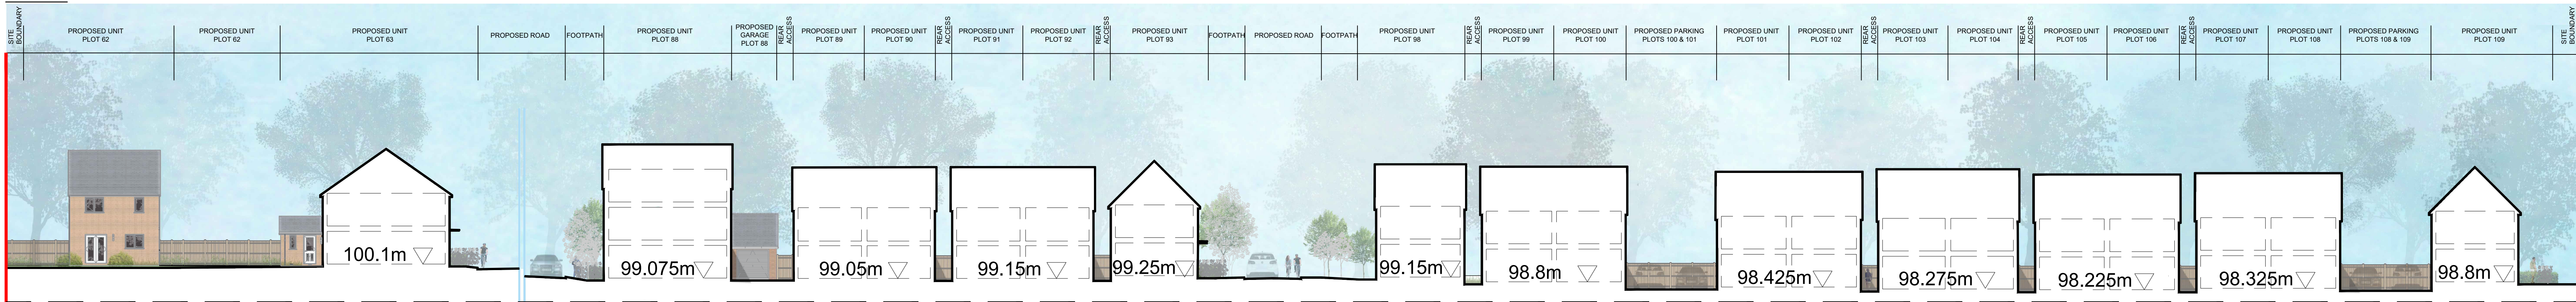 SITE
BOUNDARY
PROPOSED UNIT
PLOT 62
PROPOSED UNIT
PLOT 62
PROPOSED UNIT
PLOT 63
PROPOSED ROAD
FOOTPATH
PROPOSED UNIT
PLOT 88
PROPOSED
GARAGE
PLOT 88
REAR
ACCESS
PROPOSED UNIT
PLOT 89
PROPOSED UNIT
PLOT 90
REAR
ACCESS
PROPOSED UNIT
PLOT 91
PROPOSED UNIT
PLOT 92
REAR
ACCESS
PROPOSED UNIT
PLOT 93
FOOTPATH
PROPOSED ROAD
FOOTPATH
PROPOSED UNIT
PLOT 98
REAR
ACCESS
PROPOSED UNIT
PLOT 99
PROPOSED UNIT
PLOT 100
PROPOSED PARKING
PLOTS 100 & 101
PROPOSED UNIT
PLOT 101
PROPOSED UNIT
PLOT 102
REAR
ACCESS
PROPOSED UNIT
PLOT 103
PROPOSED UNIT
PLOT 104
REAR
ACCESS
PROPOSED UNIT
PLOT 105
PROPOSED UNIT
PLOT 106
REAR
ACCESS
PROPOSED UNIT
PLOT 107
PROPOSED UNIT
PLOT 108
PROPOSED PARKING
PLOTS 108 & 109
PROPOSED UNIT
PLOT 109
SITE
BOUNDARY
100.1m
99.075m
99.05m
99.15m
99.25m
99.15m
98.8m
98.425m
98.275m
98.225m
98.325m
98.8m